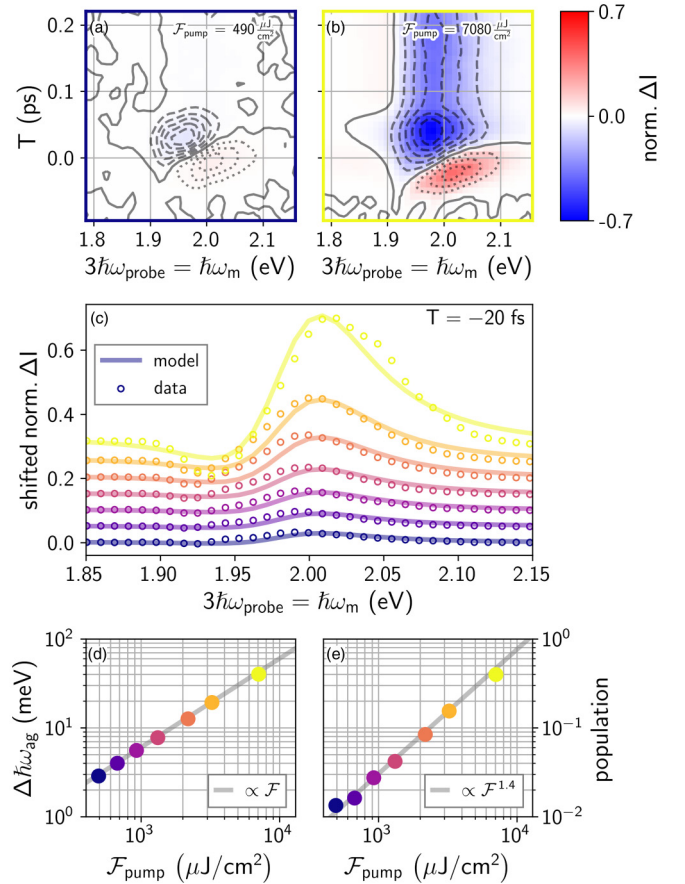 (a) ℱpump = 490 μJ/cm²
(b) ℱpump = 7080 μJ/cm²
0.7
0.2
0.1
0.0
0.0
-0.7
T (ps)
norm. ΔI
1.8 1.9 2.0 2.1
1.8 1.9 2.0 2.1
3ħωprobe = ħωm (eV)
3ħωprobe = ħωm (eV)
(c)
T = −20 fs
model
data
0.6
0.4
0.2
0.0
shifted norm. ΔI
1.85 1.90 1.95 2.00 2.05 2.10 2.15
3ħωprobe = ħωm (eV)
(d)
(e)
10²
10¹
10⁰
Δħωag
(meV)
∝ ℱ
∝ ℱ^1.4
10⁰
10⁻¹
10⁻²
population
10³ 10⁴
10³ 10⁴
ℱpump (μJ/cm²)
ℱpump (μJ/cm²)